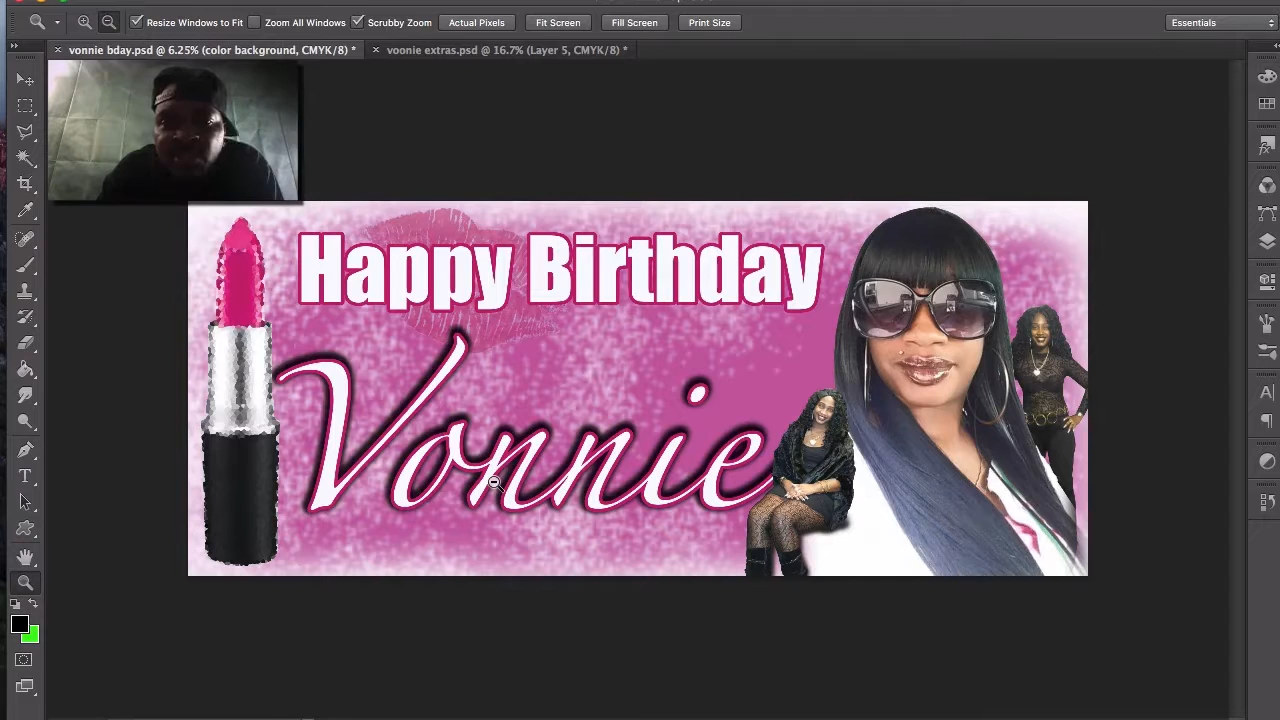 Resize Windows to Fit Zoom All Windows Scrubby Zoom Actual Pixels Fit Screen Fill Screen Print Size Essentials
vonnie bday.psd @ 6.25% (color background, CMYK/8) * voonie extras.psd @ 16.7% (Layer 5, CMYK/8) *
Happy Birthday
Vonnie